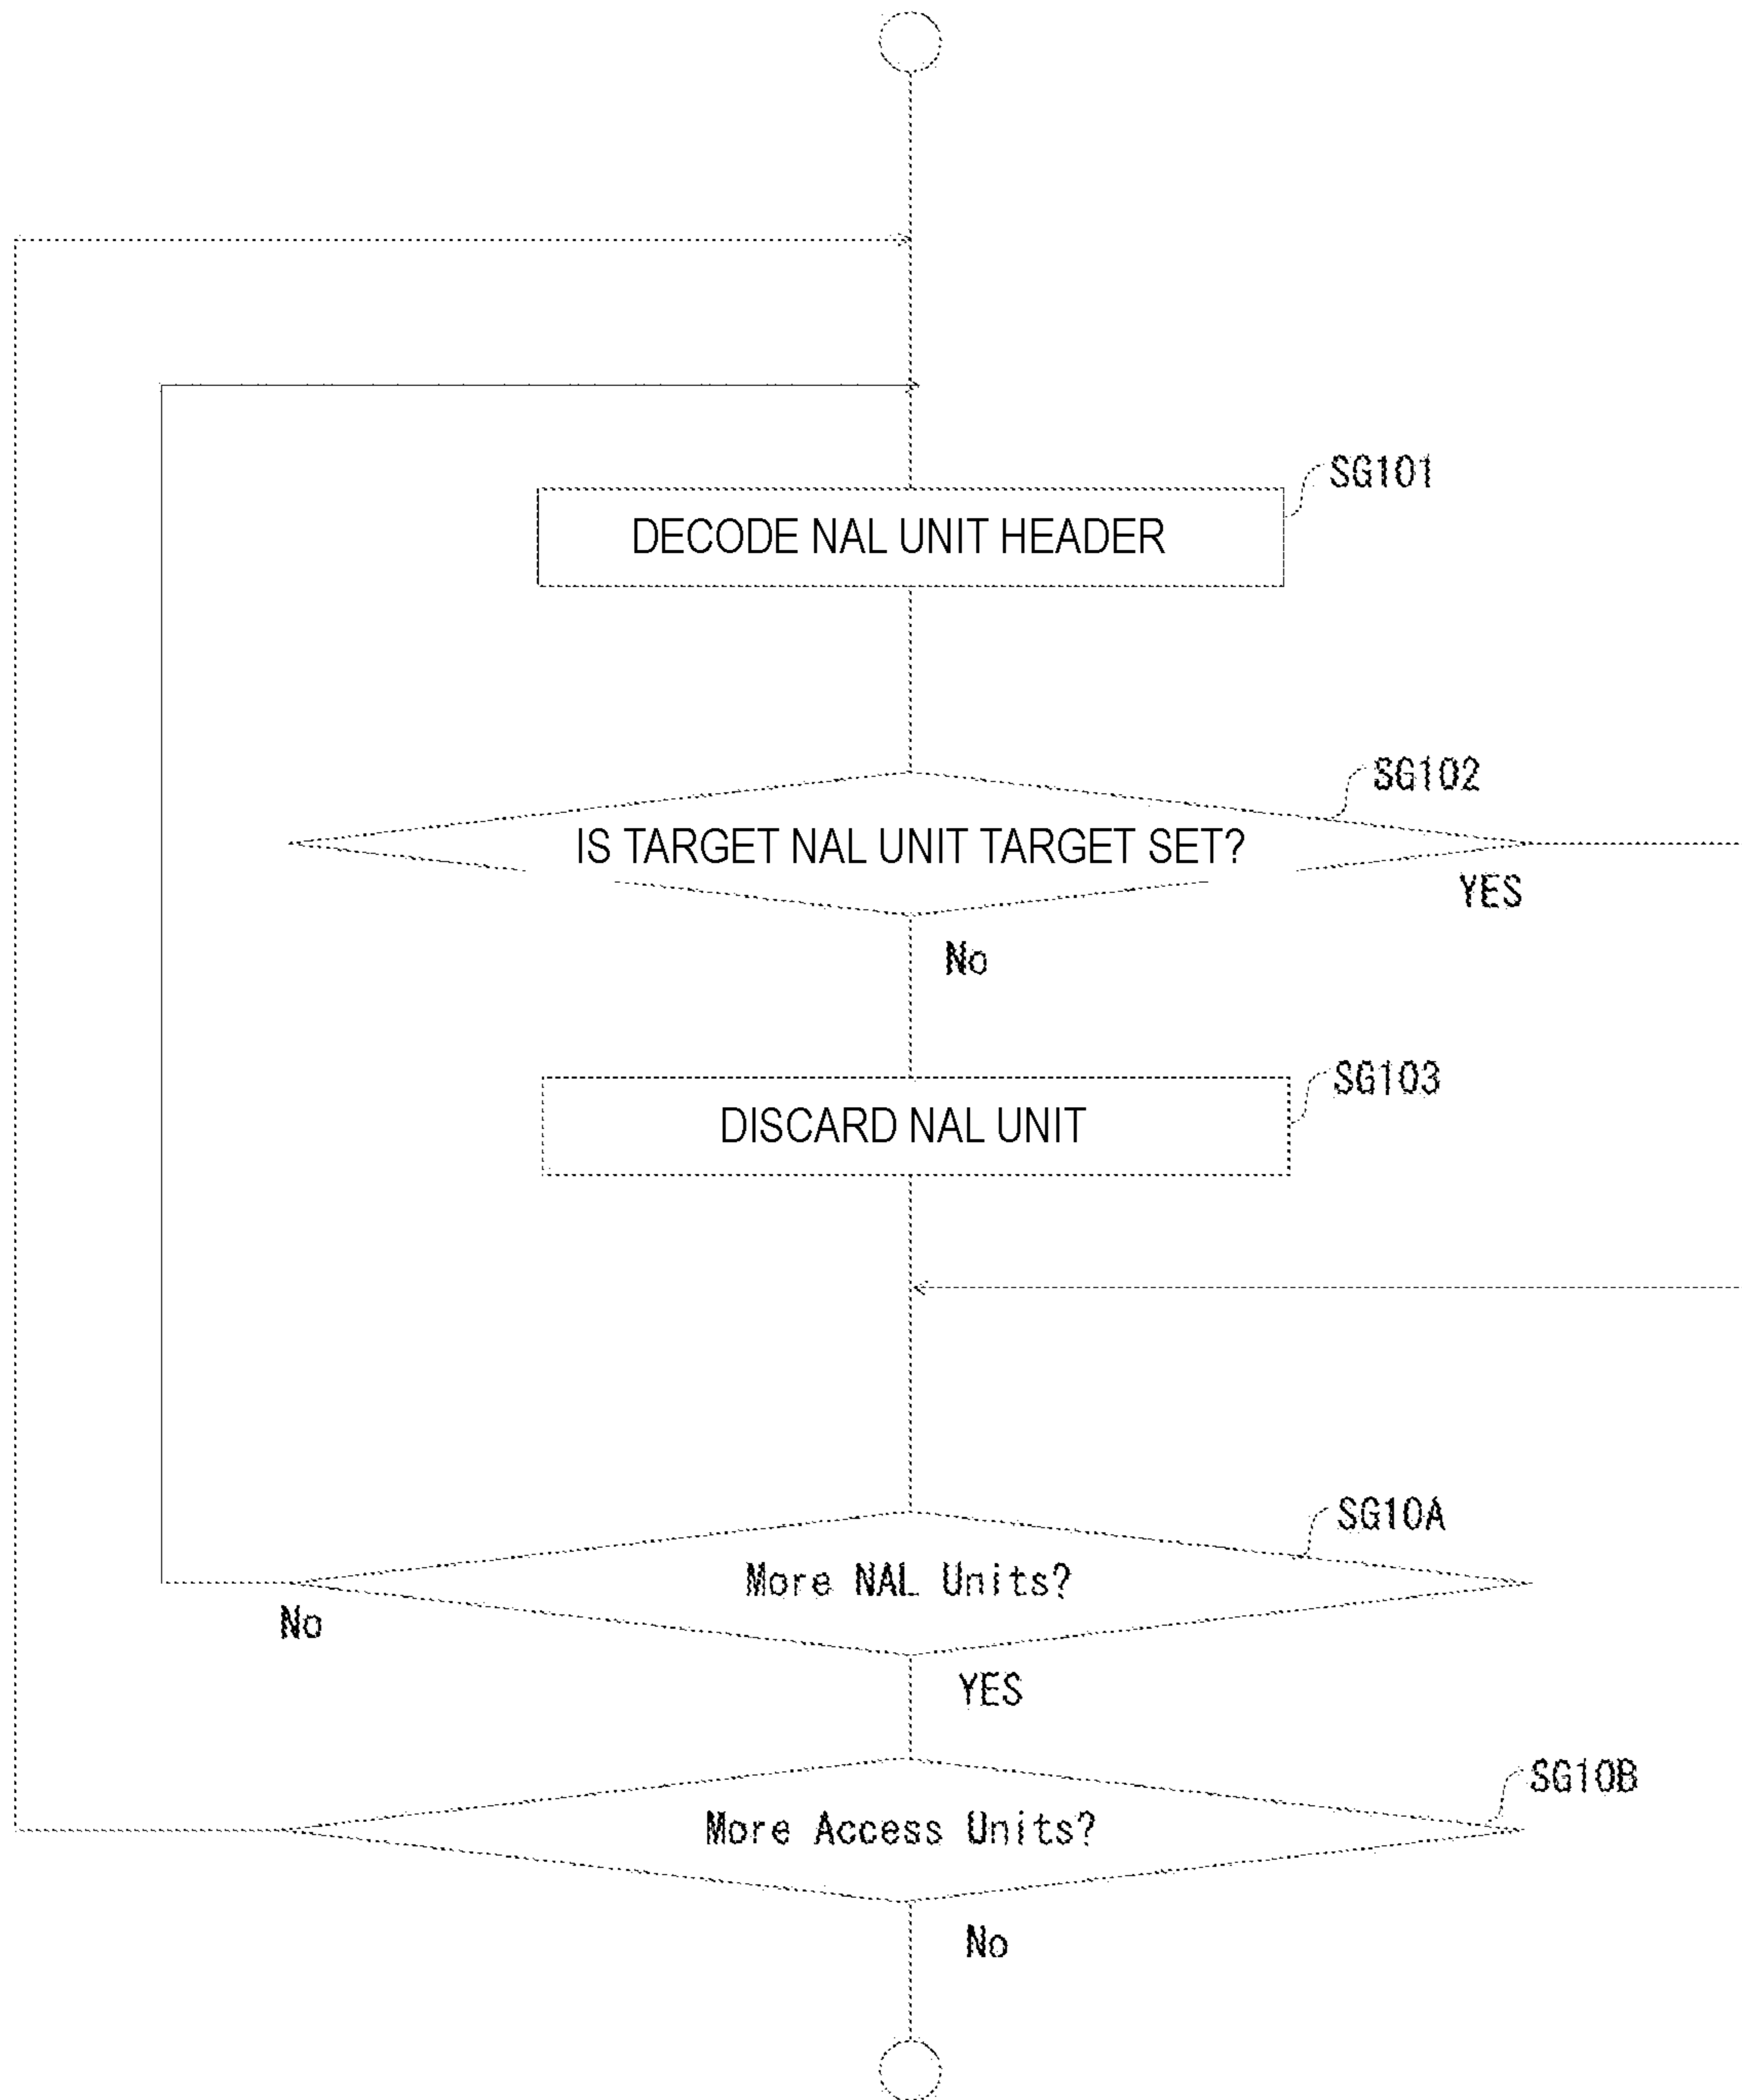 SG101
DECODE NAL UNIT HEADER
SG102
IS TARGET NAL UNIT TARGET SET?
YES
No
SG103
DISCARD NAL UNIT
SG10A
More NAL Units?
No
YES
SG10B
More Access Units?
No